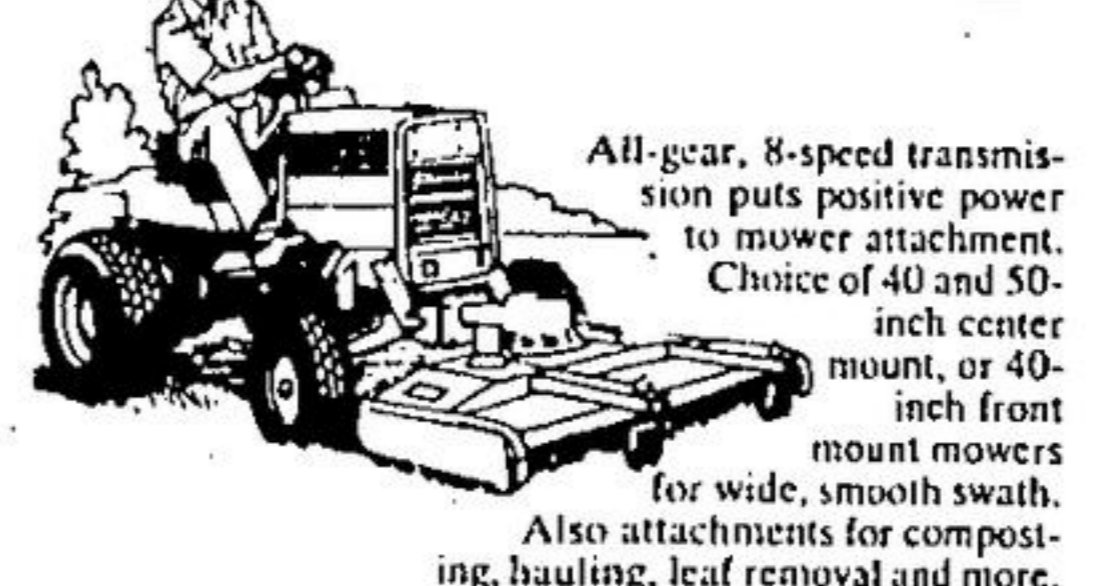 All-gear, 8-speed transmis-
sion puts positive power
to mower attachment.
Choice of 40 and 50-
inch center
mount, or 40-
inch front
mount mowers
for wide, smooth swath.
Also attachments for compost-
ing, hauling, leaf removal and more.